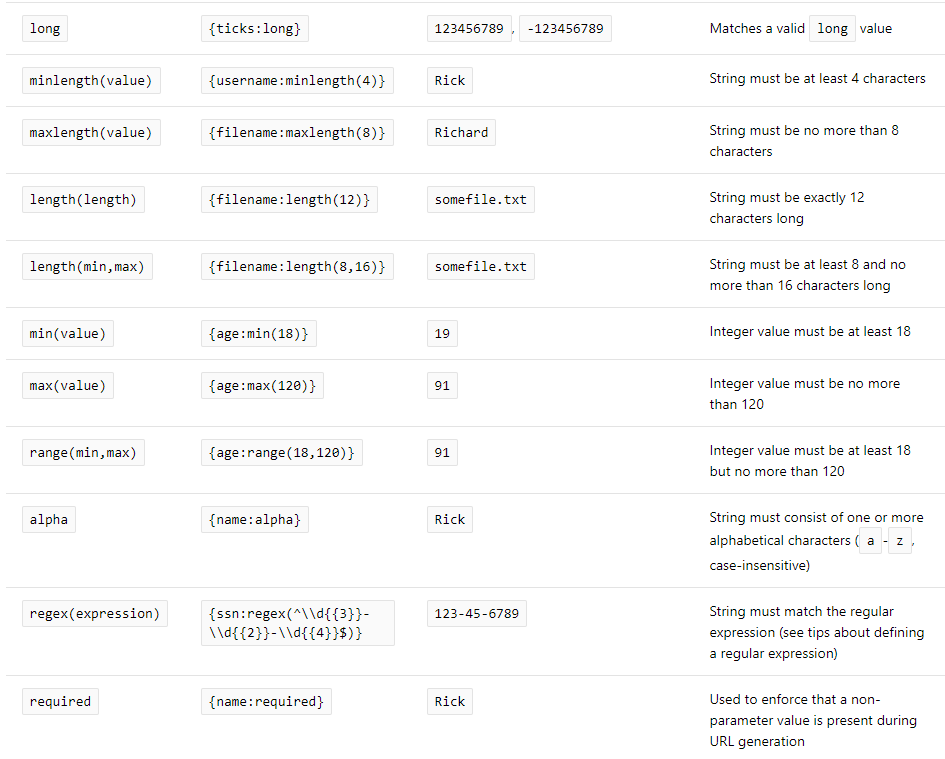 long {ticks:long} 123456789 , -123456789 Matches a valid long value
minlength(value) {username:minlength(4)} Rick String must be at least 4 characters
maxlength(value) {filename:maxlength(8)} Richard String must be no more than 8
characters
length(length) {filename:length(12)} somefile.txt String must be exactly 12
characters long
length(min,max) {filename:length(8,16)} somefile.txt String must be at least 8 and no
more than 16 characters long
min(value) {age:min(18)} 19 Integer value must be at least 18
max(value) {age:max(120)} 91 Integer value must be no more
than 120
range(min,max) {age:range(18,120)} 91 Integer value must be at least 18
but no more than 120
alpha {name:alpha} Rick String must consist of one or more
alphabetical characters ( a - z ,
case-insensitive)
regex(expression) {ssn:regex(^\\d{{3}}- 123-45-6789 String must match the regular
\\d{{2}}-\\d{{4}}$)} expression (see tips about defining
a regular expression)
required {name:required} Rick Used to enforce that a non-
parameter value is present during
URL generation